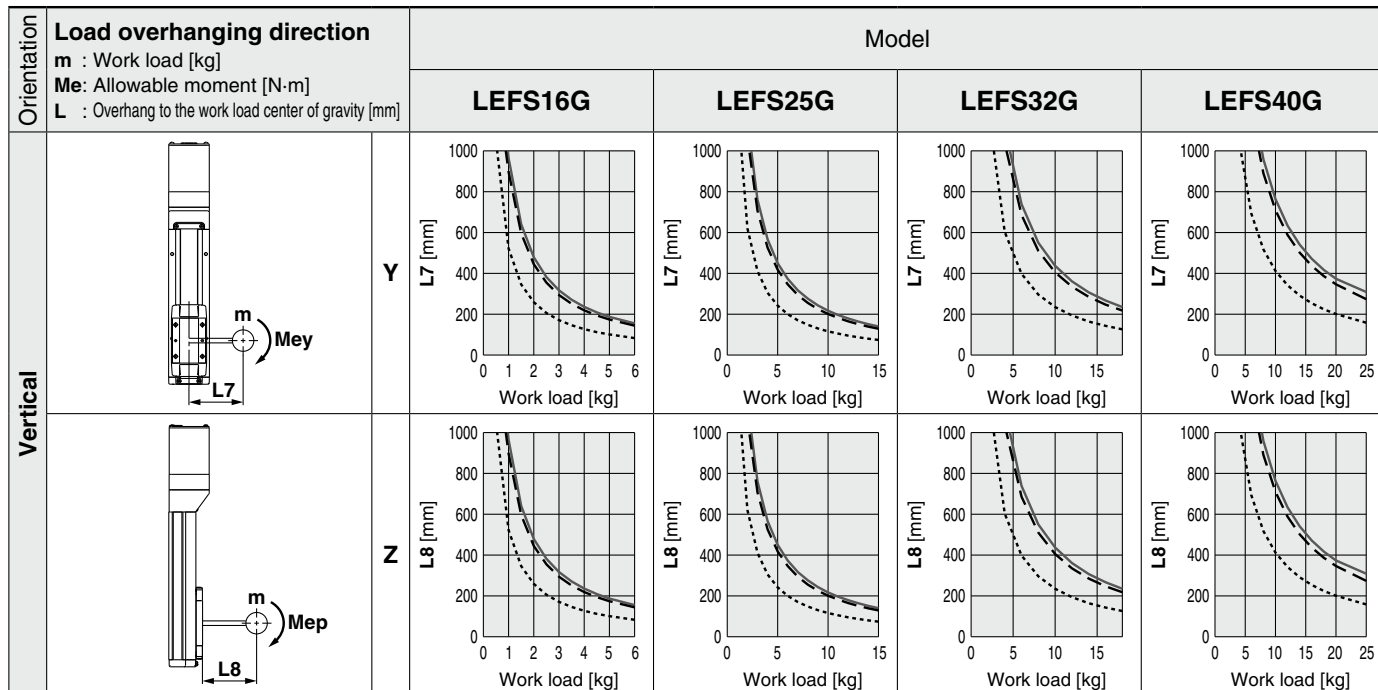 Orientation
Load overhanging direction
m : Work load [kg]
Me: Allowable moment [N·m]
L : Overhang to the work load center of gravity [mm]
Model
LEFS16G
LEFS25G
LEFS32G
LEFS40G
Vertical
m
Mey
L7
Y
L7 [mm]
1000
800
600
400
200
0
0 1 2 3 4 5 6
Work load [kg]
L7 [mm]
1000
800
600
400
200
0
0 5 10 15
Work load [kg]
L7 [mm]
1000
800
600
400
200
0
0 5 10 15
Work load [kg]
L7 [mm]
1000
800
600
400
200
0
0 5 10 15 20 25
Work load [kg]
m
Mep
L8
Z
L8 [mm]
1000
800
600
400
200
0
0 1 2 3 4 5 6
Work load [kg]
L8 [mm]
1000
800
600
400
200
0
0 5 10 15
Work load [kg]
L8 [mm]
1000
800
600
400
200
0
0 5 10 15
Work load [kg]
L8 [mm]
1000
800
600
400
200
0
0 5 10 15 20 25
Work load [kg]